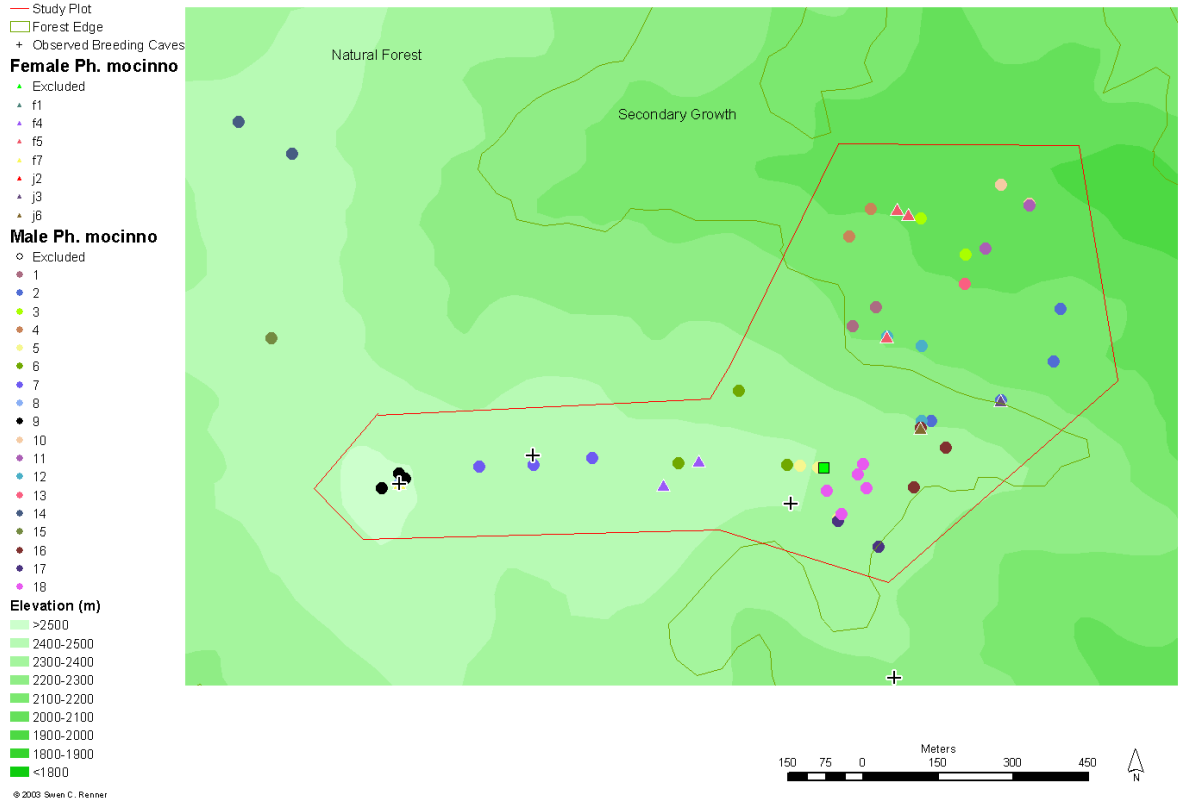 Study Plot
Forest Edge
Observed Breeding Caves
Female Ph. mocinno
Excluded
f1
f4
f5
f7
j2
j3
j6
Male Ph. mocinno
Excluded
1
2
3
4
5
6
7
8
9
10
11
12
13
14
15
16
17
18
Elevation (m)
>2500
2400-2500
2300-2400
2200-2300
2100-2200
2000-2100
1900-2000
1800-1900
<1800
© 2003 Swen C. Renner
Natural Forest
Secondary Growth
Meters
150 75 0 150 300 450
N